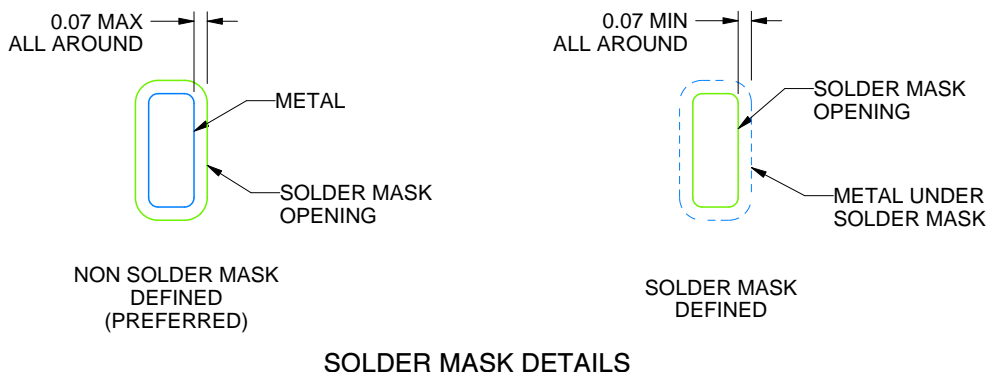 0.07 MAX
ALL AROUND
METAL
SOLDER MASK
OPENING
NON SOLDER MASK
DEFINED
(PREFERRED)
0.07 MIN
ALL AROUND
SOLDER MASK
OPENING
METAL UNDER
SOLDER MASK
SOLDER MASK
DEFINED
SOLDER MASK DETAILS